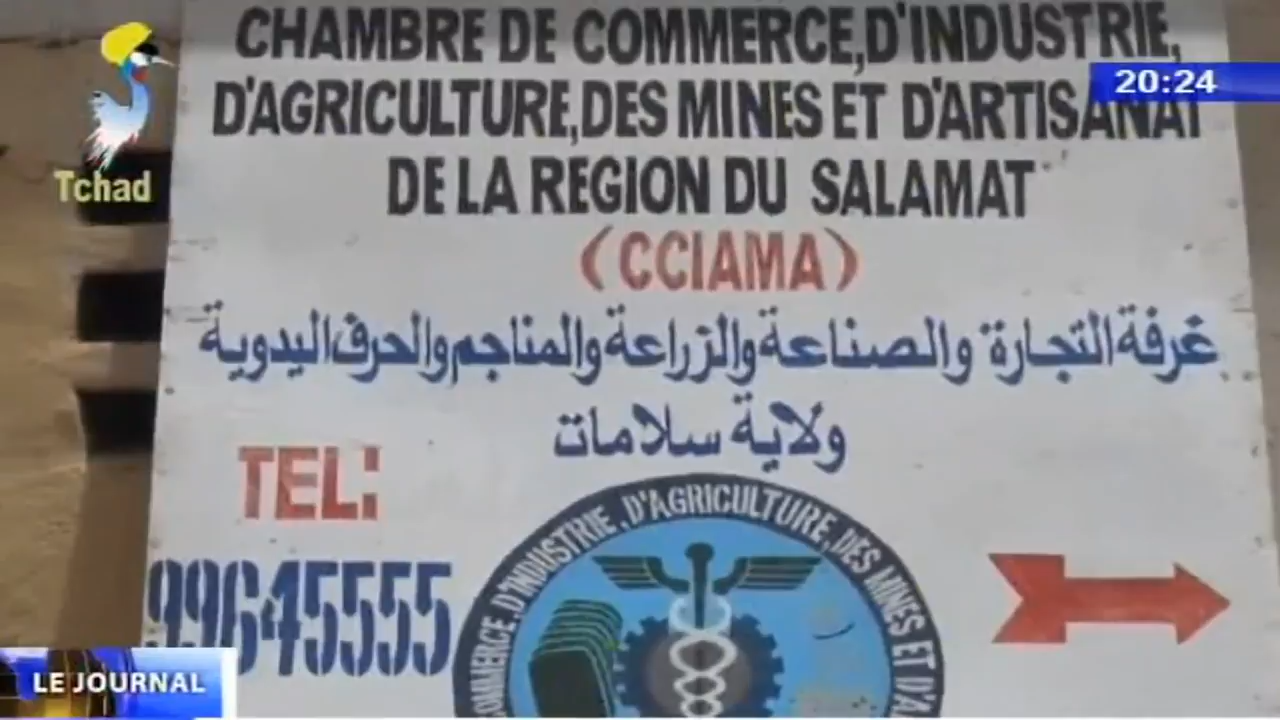 CHAMBRE DE COMMERCE,D'INDUSTRIE,
20:24
D'AGRICULTURE,DES MINES ET D'ARTISANAT
Tchad
DE LA REGION DU SALAMAT
(CCIAMA)
غرفة التجارة والصناعة والزراعة والمناجم والحرف اليدوية
ولاية سلامات
TEL:
99645555
COMMERCE, D'INDUSTRIE, D'AGRICULTURE, DES MINES ET D'A
LE JOURNAL